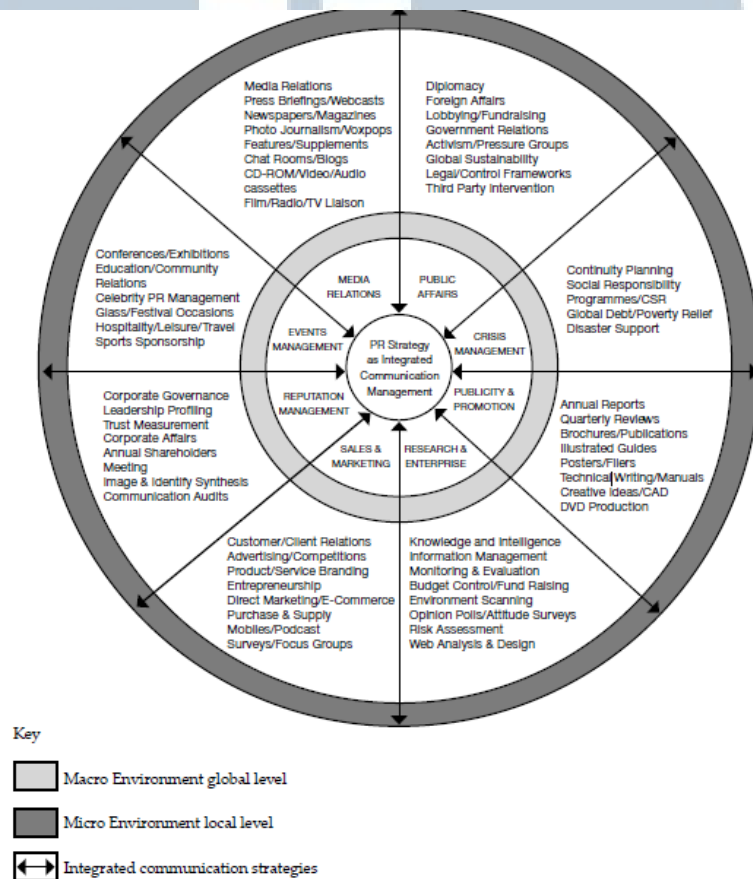 Media Relations
Press Briefings/Webcasts
Newspapers/Magazines
Photo Journalism/Voxpops
Features/Supplements
Chat Rooms/Blogs
CD-ROM/Video/Audio
cassettes
Film/Radio/TV Liaison
Diplomacy
Foreign Affairs
Lobbying/Fundraising
Government Relations
Activism/Pressure Groups
Global Sustainability
Legal/Control Frameworks
Third Party Intervention
Conferences/Exhibitions
Education/Community
Relations
Celebrity PR Management
Glass/Festival Occasions
Hospitality/Leisure/Travel
Sports Sponsorship
MEDIA
RELATIONS
PUBLIC
AFFAIRS
Continuity Planning
Social Responsibility
Programmes/CSR
Global Debt/Poverty Relief
Disaster Support
EVENTS
MANAGEMENT
PR Strategy
as Integrated
Communication
Management
CRISIS
MANAGEMENT
REPUTATION
MANAGEMENT
PUBLICITY &
PROMOTION
SALES &
MARKETING
RESEARCH &
ENTERPRISE
Corporate Governance
Leadership Profiling
Trust Measurement
Corporate Affairs
Annual Shareholders
Meeting
Image & Identify Synthesis
Communication Audits
Annual Reports
Quarterly Reviews
Brochures/Publications
Illustrated Guides
Posters/Fliers
Technical Writing/Manuals
Creative Ideas/CAD
DVD Production
Customer/Client Relations
Advertising/Competitions
Product/Service Branding
Entrepreneurship
Direct Marketing/E-Commerce
Purchase & Supply
Mobiles/Podcast
Surveys/Focus Groups
Knowledge and Intelligence
Information Management
Monitoring & Evaluation
Budget Control/Fund Raising
Environment Scanning
Opinion Polls/Attitude Surveys
Risk Assessment
Web Analysis & Design
Key
Macro Environment global level
Micro Environment local level
Integrated communication strategies